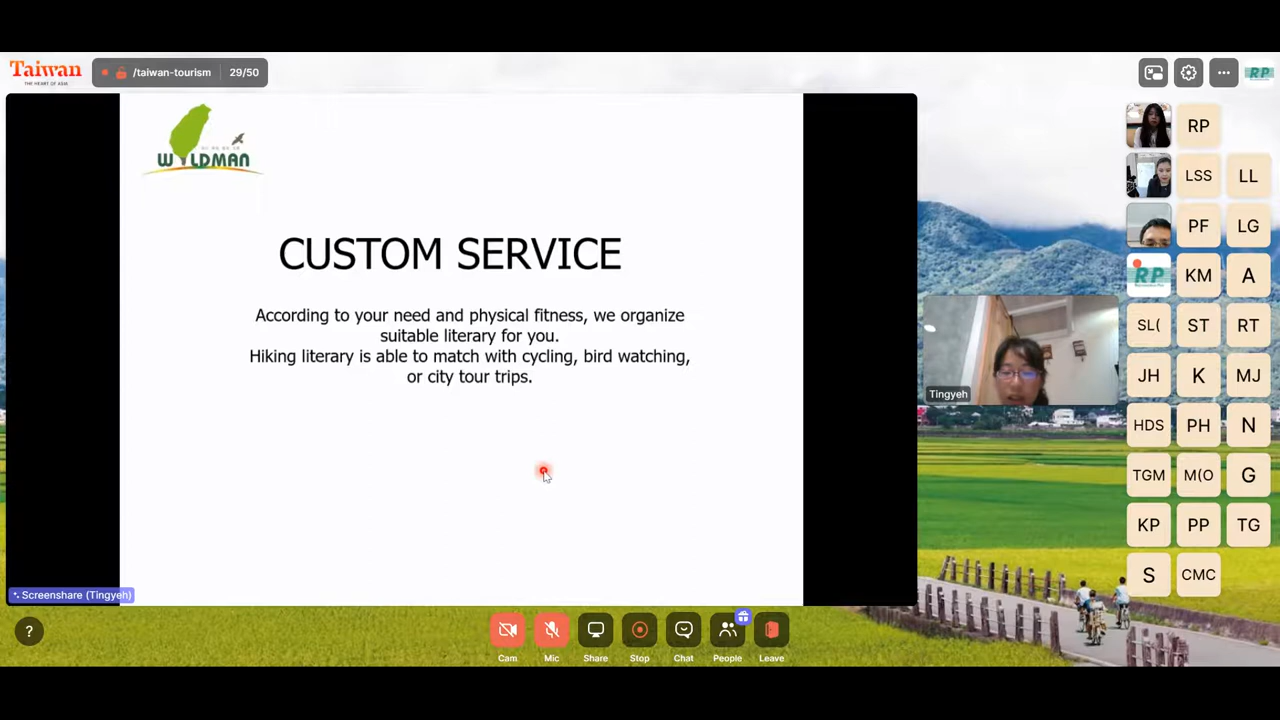 Taiwan
THE HEART OF ASIA
/taiwan-tourism 29/50
RP
WILDMAN
CUSTOM SERVICE
According to your need and physical fitness, we organize
suitable literary for you.
Hiking literary is able to match with cycling, bird watching,
or city tour trips.
Screenshare (Tingyeh)
Tingyeh
RP
LSS LL
PF LG
RP KM A
SL( ST RT
JH K MJ
HDS PH N
TGM M(O G
KP PP TG
S CMC
?
Cam Mic Share Stop Chat People Leave